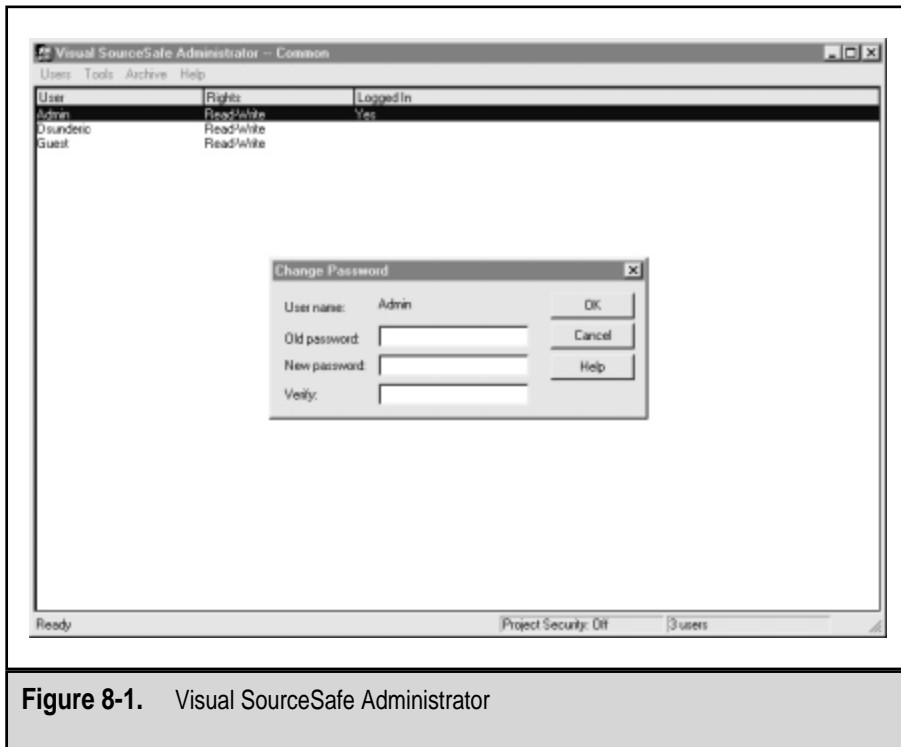 Visual SourceSafe Administrator -- Common
Users Tools Archive Help
User Rights Logged In
Admin Read-Write Yes
Dsunderic Read-Write
Guest Read-Write
Change Password
User name: Admin OK
Old password: Cancel
New password: Help
Verify:
Ready Project Security: Off 3 users
Figure 8-1. Visual SourceSafe Administrator